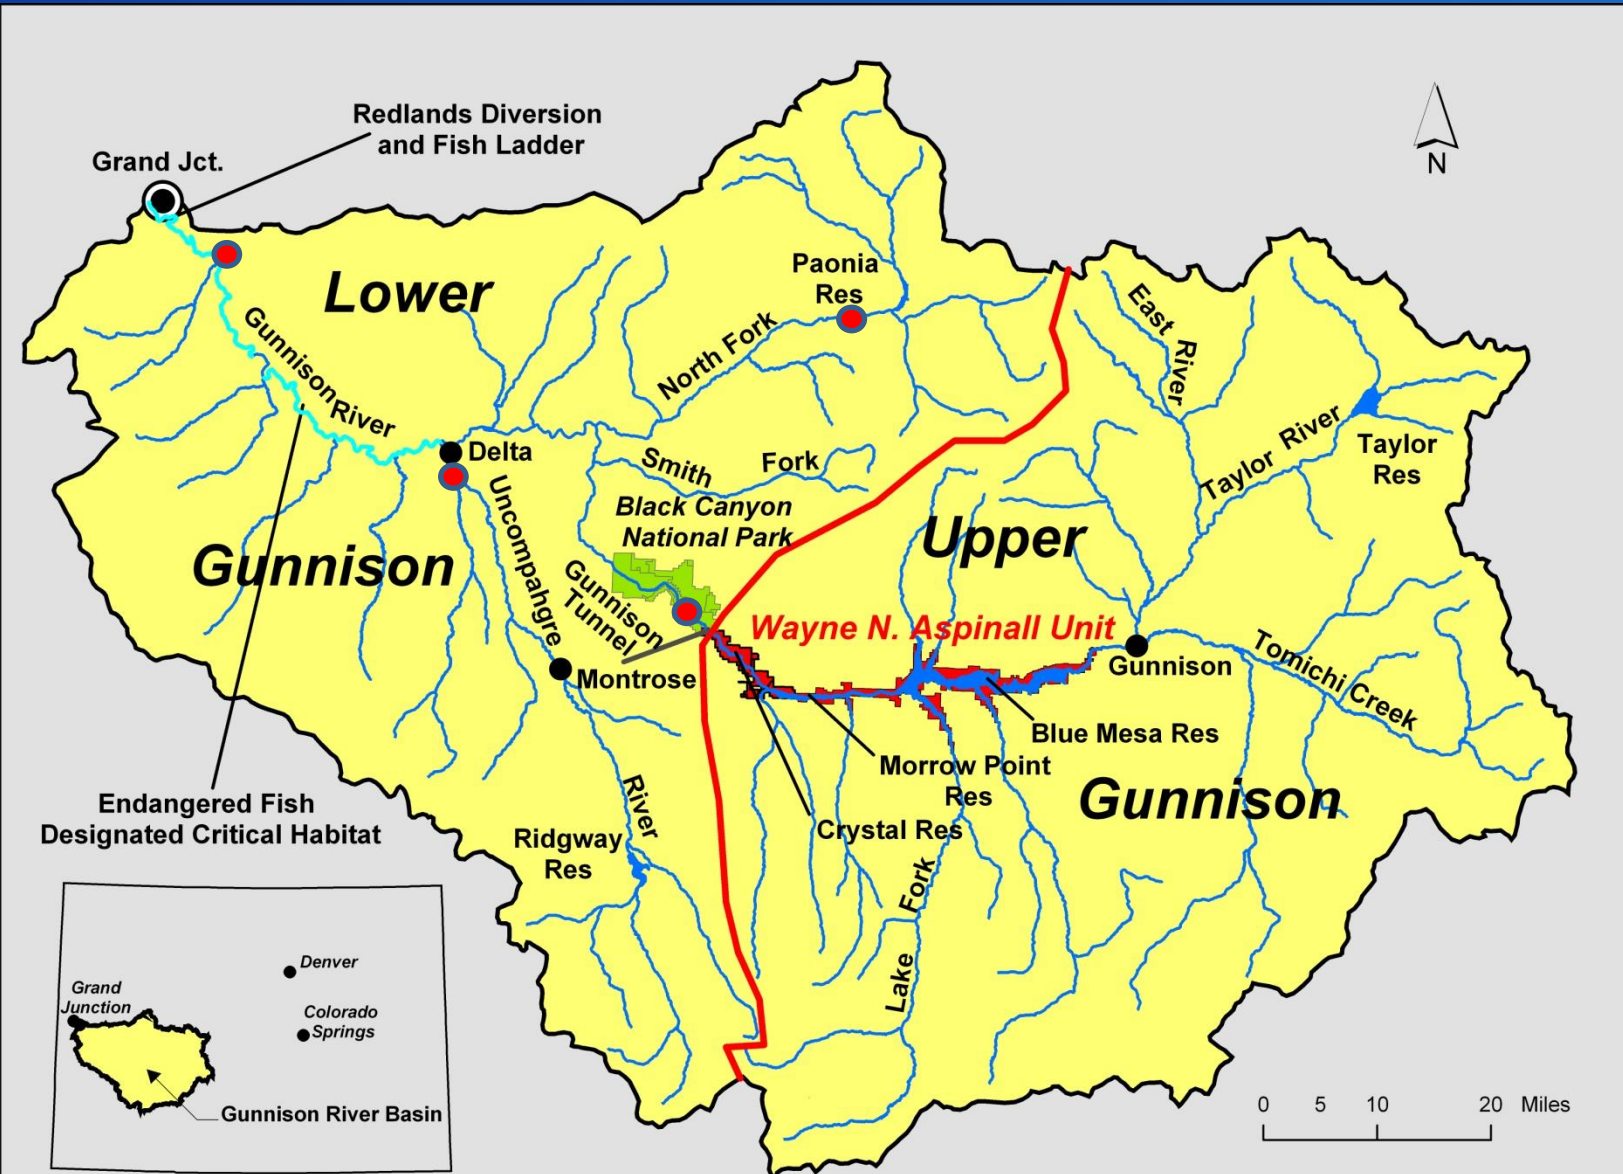 Redlands Diversion
and Fish Ladder
Grand Jct.
N
Lower
Paonia
Res
East
River
Gunnison
River
North Fork
Taylor River
Taylor
Res
Delta
Smith
Fork
Uncompahgre
Black Canyon
National Park
Upper
Gunnison
Gunnison
Tunnel
Wayne N. Aspinall Unit
Gunnison
Tomichi Creek
Montrose
Blue Mesa Res
Morrow Point
Res
Gunnison
Crystal Res
River
Endangered Fish
Designated Critical Habitat
Ridgway
Res
Lake
Fork
Denver
Grand
Junction
Colorado
Springs
Gunnison River Basin
0 5 10 20 Miles